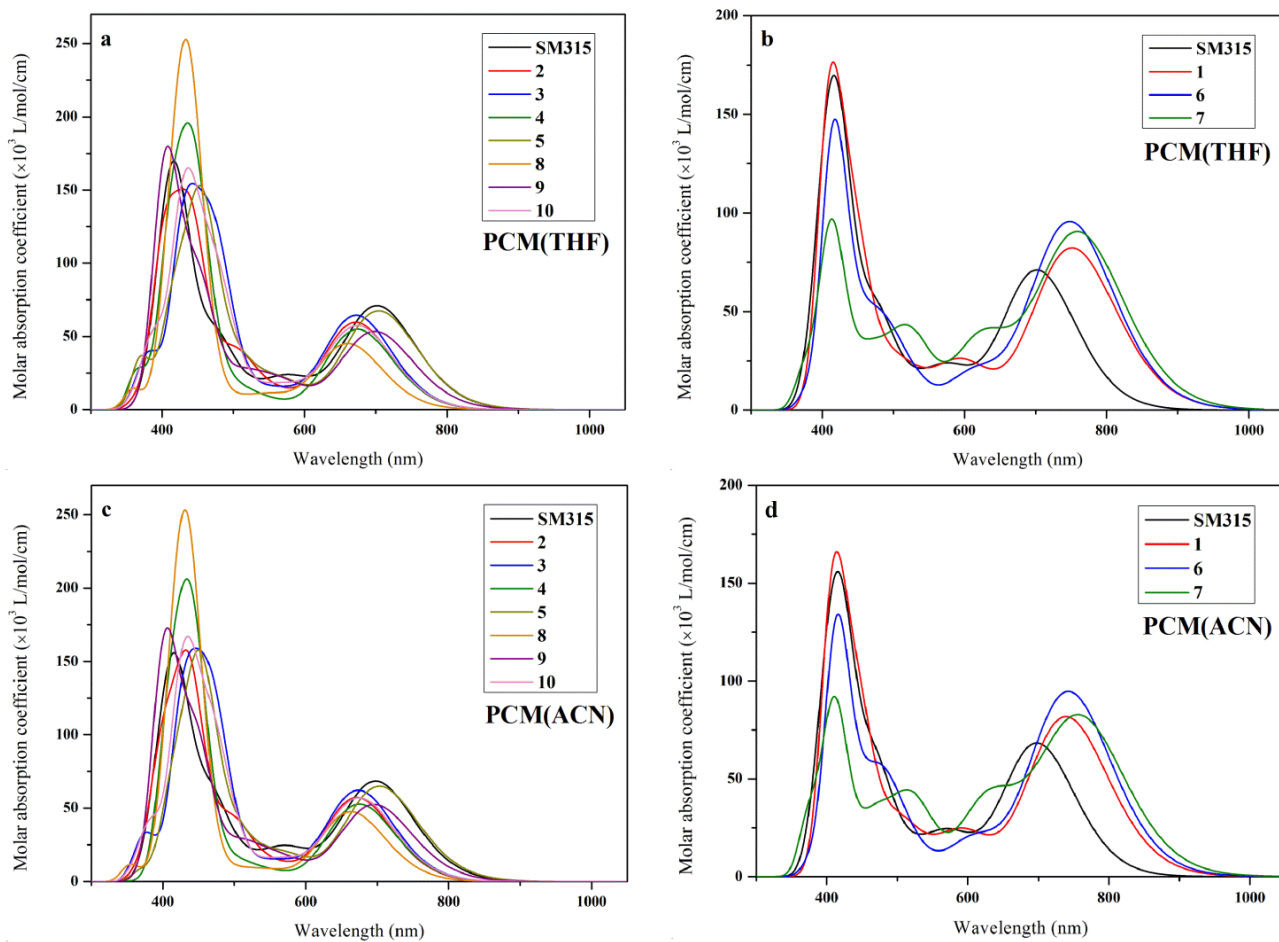 a
SM315
2
3
4
5
8
9
10
PCM(THF)
Molar absorption coefficient (×10³ L/mol/cm)
250
200
150
100
50
0
400
600
800
1000
Wavelength (nm)
b
SM315
1
6
7
PCM(THF)
Molar absorption coefficient (×10³ L/mol/cm)
200
150
100
50
0
400
600
800
1000
Wavelength (nm)
c
SM315
2
3
4
5
8
9
10
PCM(ACN)
Molar absorption coefficient (×10³ L/mol/cm)
250
200
150
100
50
0
400
600
800
1000
Wavelength (nm)
d
SM315
1
6
7
PCM(ACN)
Molar absorption coefficient (×10³ L/mol/cm)
200
150
100
50
0
400
600
800
1000
Wavelength (nm)